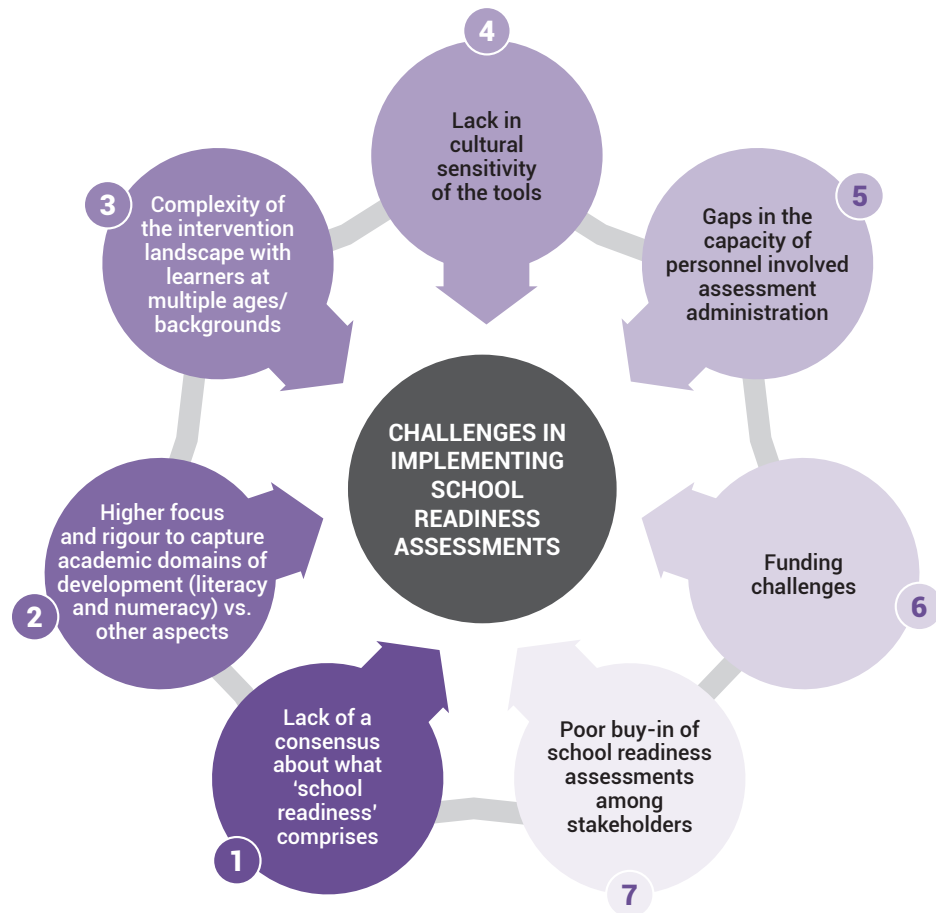 4
Lack in
cultural
sensitivity
of the tools
3
Complexity of
the intervention
landscape with
learners at
multiple ages/
backgrounds
5
Gaps in the
capacity of
personnel involved
assessment
administration
CHALLENGES IN
IMPLEMENTING
SCHOOL
READINESS
ASSESSMENTS
Higher focus
and rigour to capture
academic domains of
development (literacy
and numeracy) vs.
other aspects
2
Funding
challenges
6
Lack of a
consensus
about what
‘school
readiness’
comprises
1
Poor buy-in of
school readiness
assessments
among
stakeholders
7